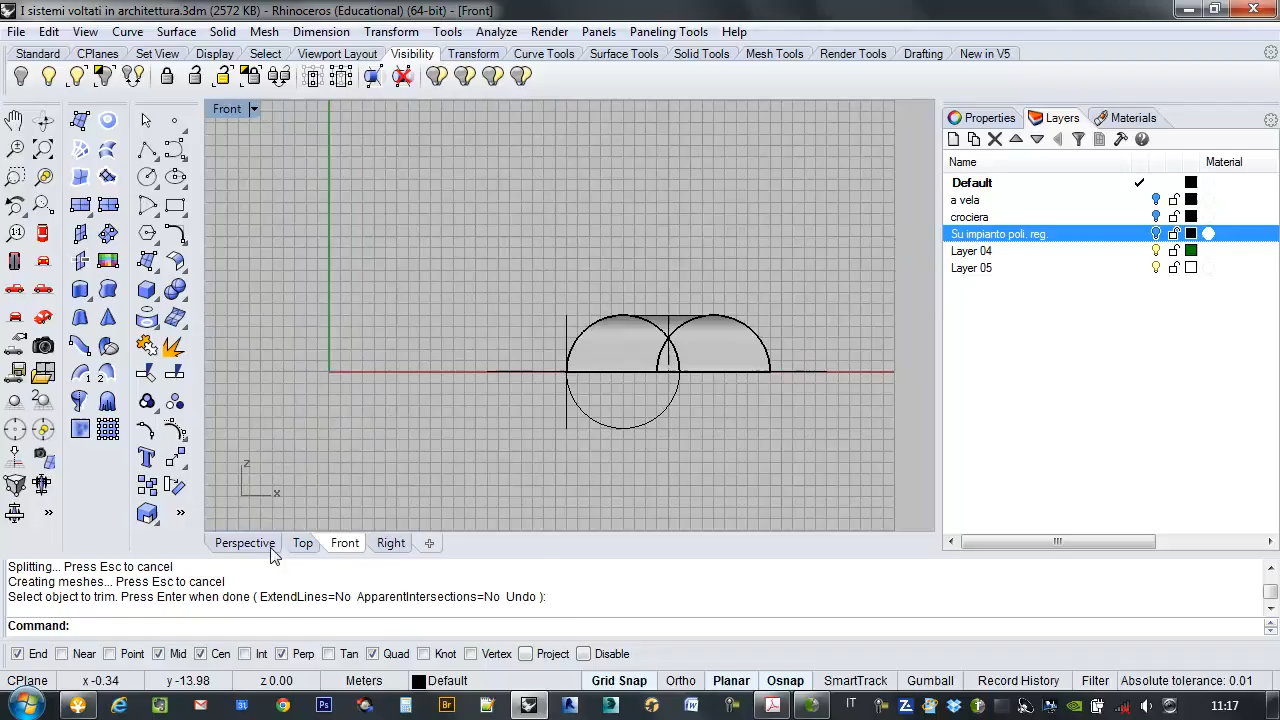 I sistemi voltati in architettura.3dm (2572 KB) - Rhinoceros (Educational) (64-bit) - [Front]
File Edit View Curve Surface Solid Mesh Dimension Transform Tools Analyze Render Panels Paneling Tools Help
Standard CPlanes Set View Display Select Viewport Layout Visibility Transform Curve Tools Surface Tools Solid Tools Mesh Tools Render Tools Drafting New in V5
Front
Properties Layers Materials
Name Material
Default
a vela
crociera
Su impianto poli. reg.
Layer 04
Layer 05
z
x
Perspective Top Front Right
Splitting... Press Esc to cancel
Creating meshes... Press Esc to cancel
Select object to trim. Press Enter when done ( ExtendLines=No ApparentIntersections=No Undo ):
Command:
End Near Point Mid Cen Int Perp Tan Quad Knot Vertex Project Disable
CPlane x -0.34 y -13.98 z 0.00 Meters Default Grid Snap Ortho Planar Osnap SmartTrack Gumball Record History Filter Absolute tolerance: 0.01
IT 11:17